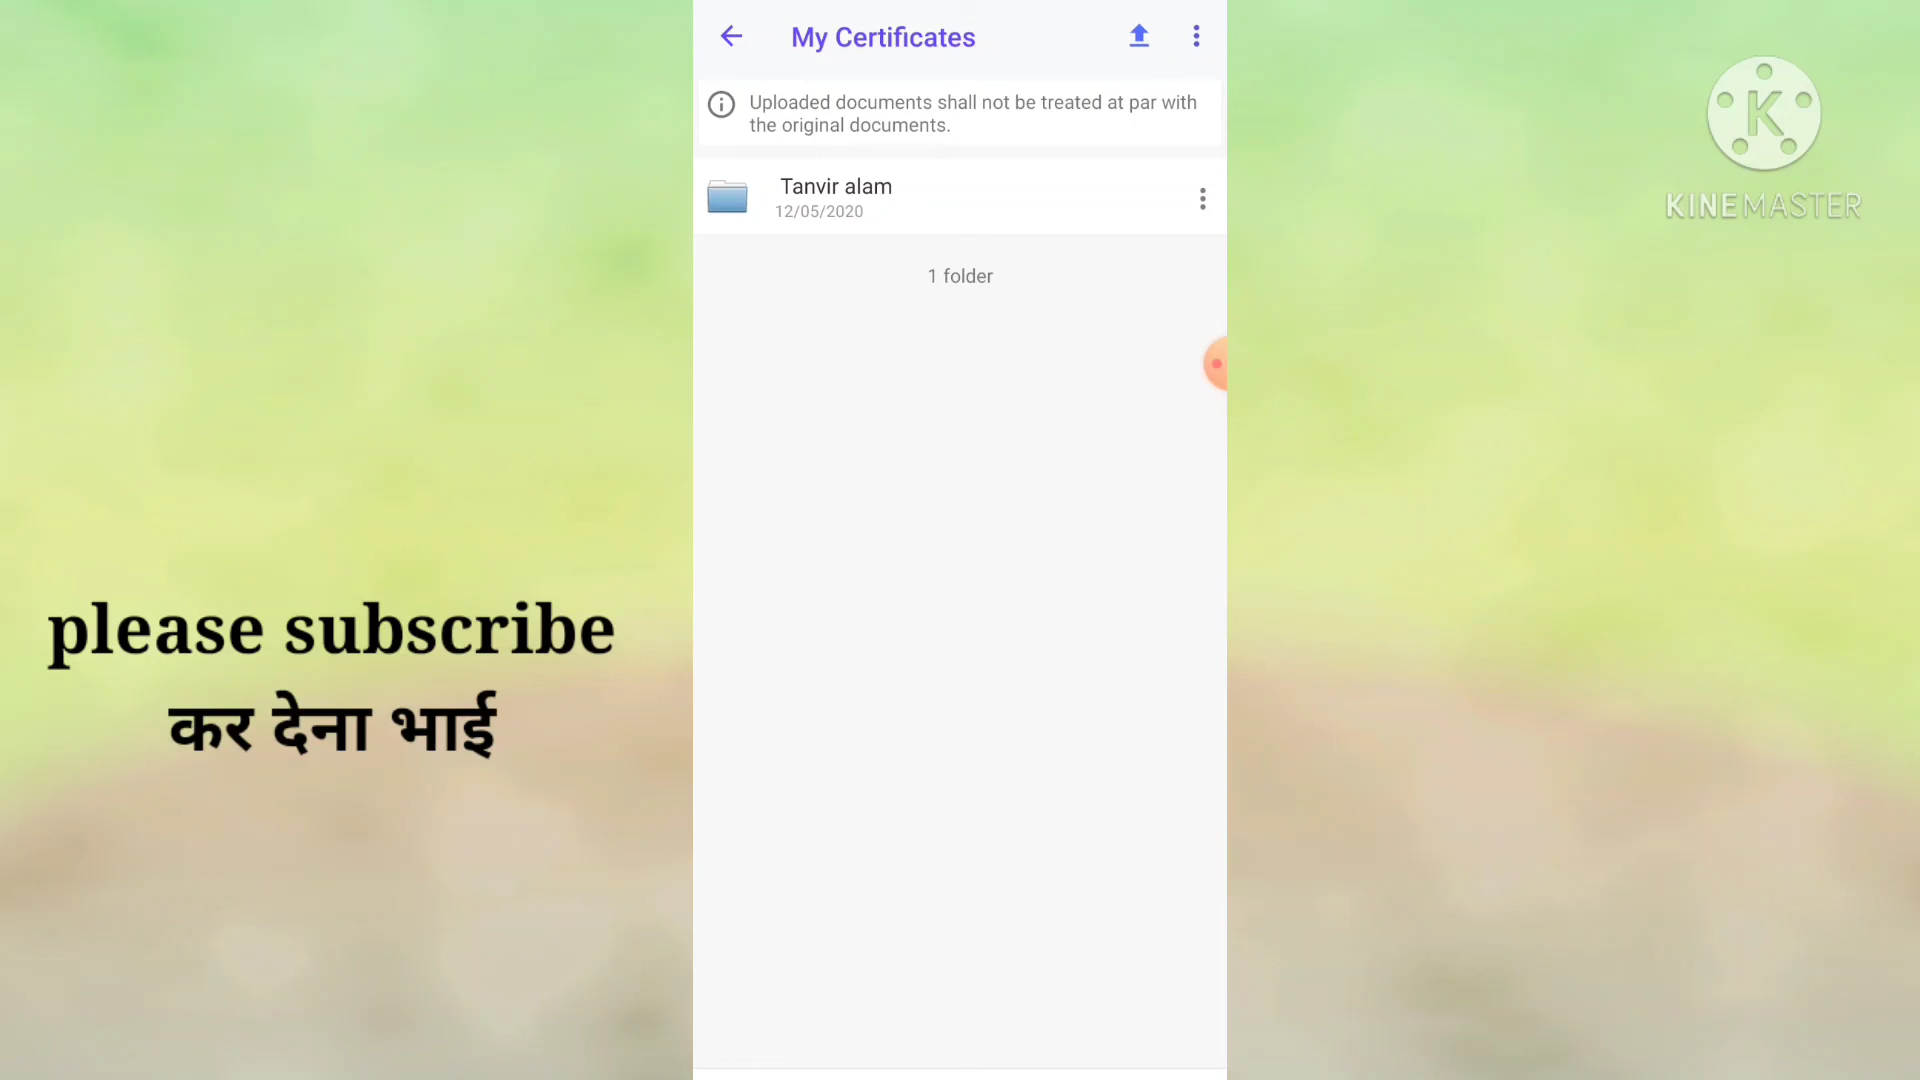 My Certificates
Uploaded documents shall not be treated at par with
the original documents.
Tanvir alam
12/05/2020
1 folder
K
KINEMASTER
please subscribe
कर देना भाई